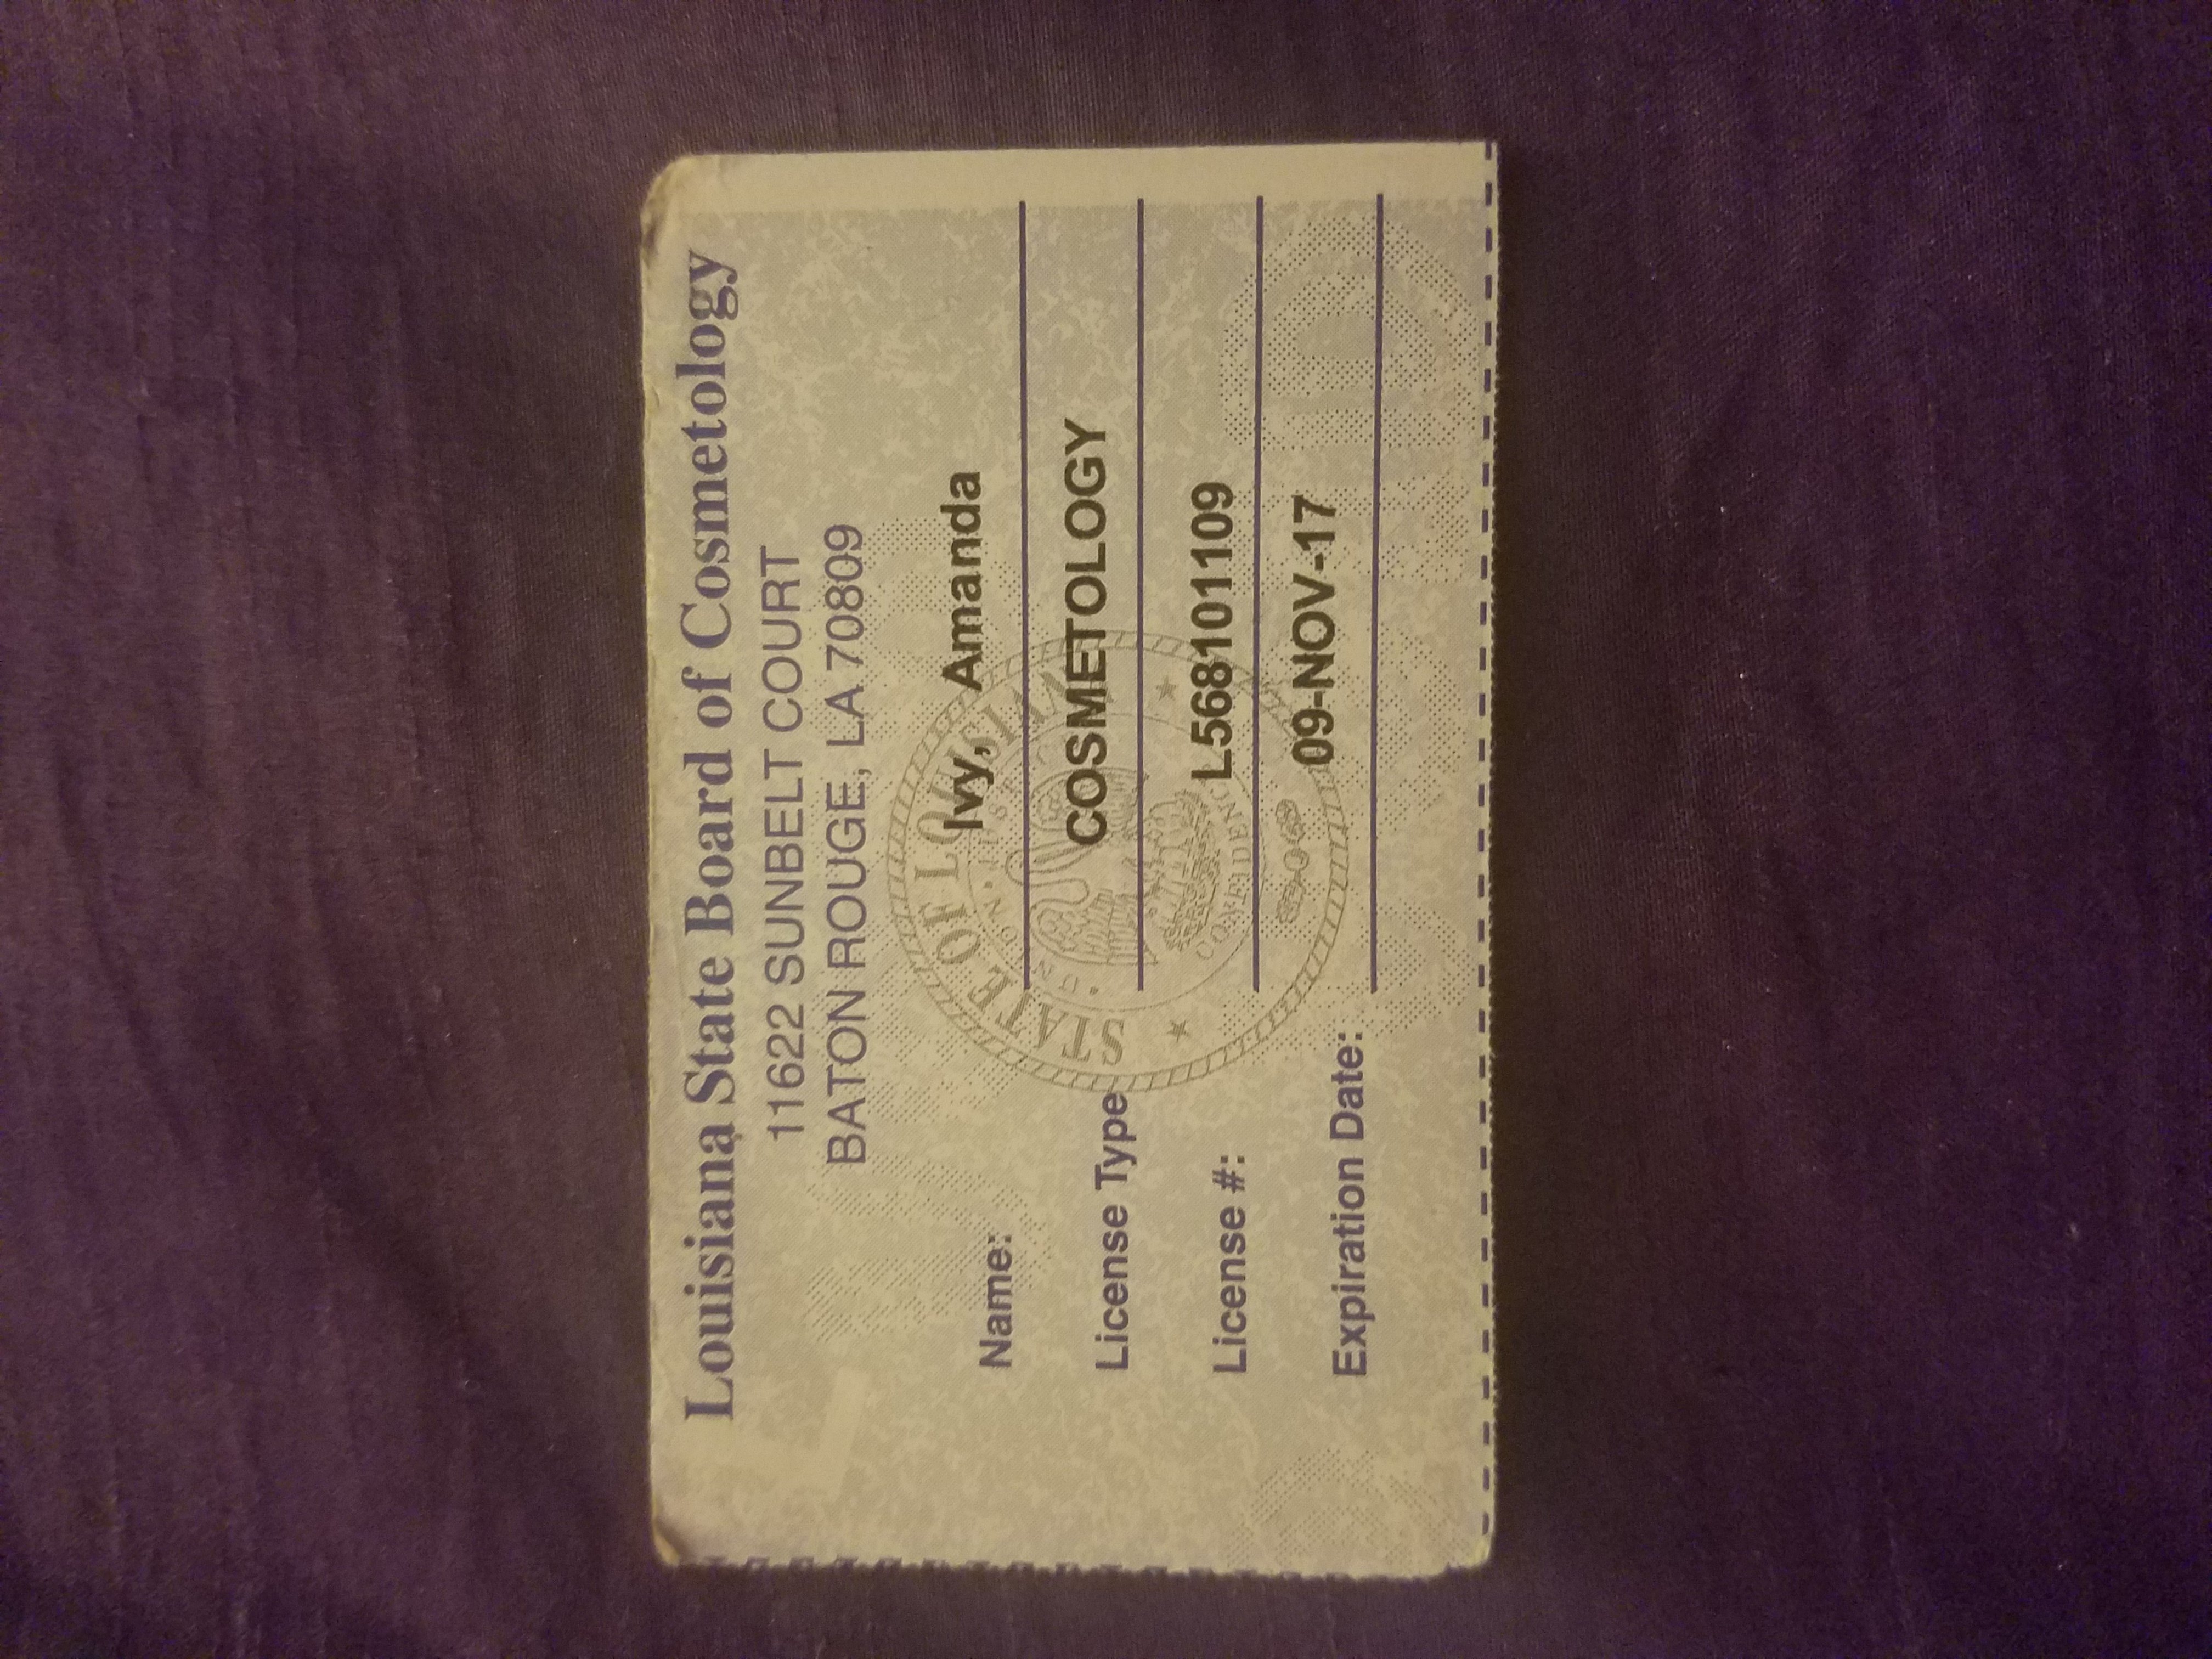 Louisiana State Board of Cosmetology
11622 SUNBELT COURT
BATON ROUGE, LA 70809
Name: Ivy, Amanda
License Type COSMETOLOGY
License #: L568101109
Expiration Date: 09-NOV-17
STATE OF LOUISIANA
UNION · JUSTICE
CONFIDENCE
VOID